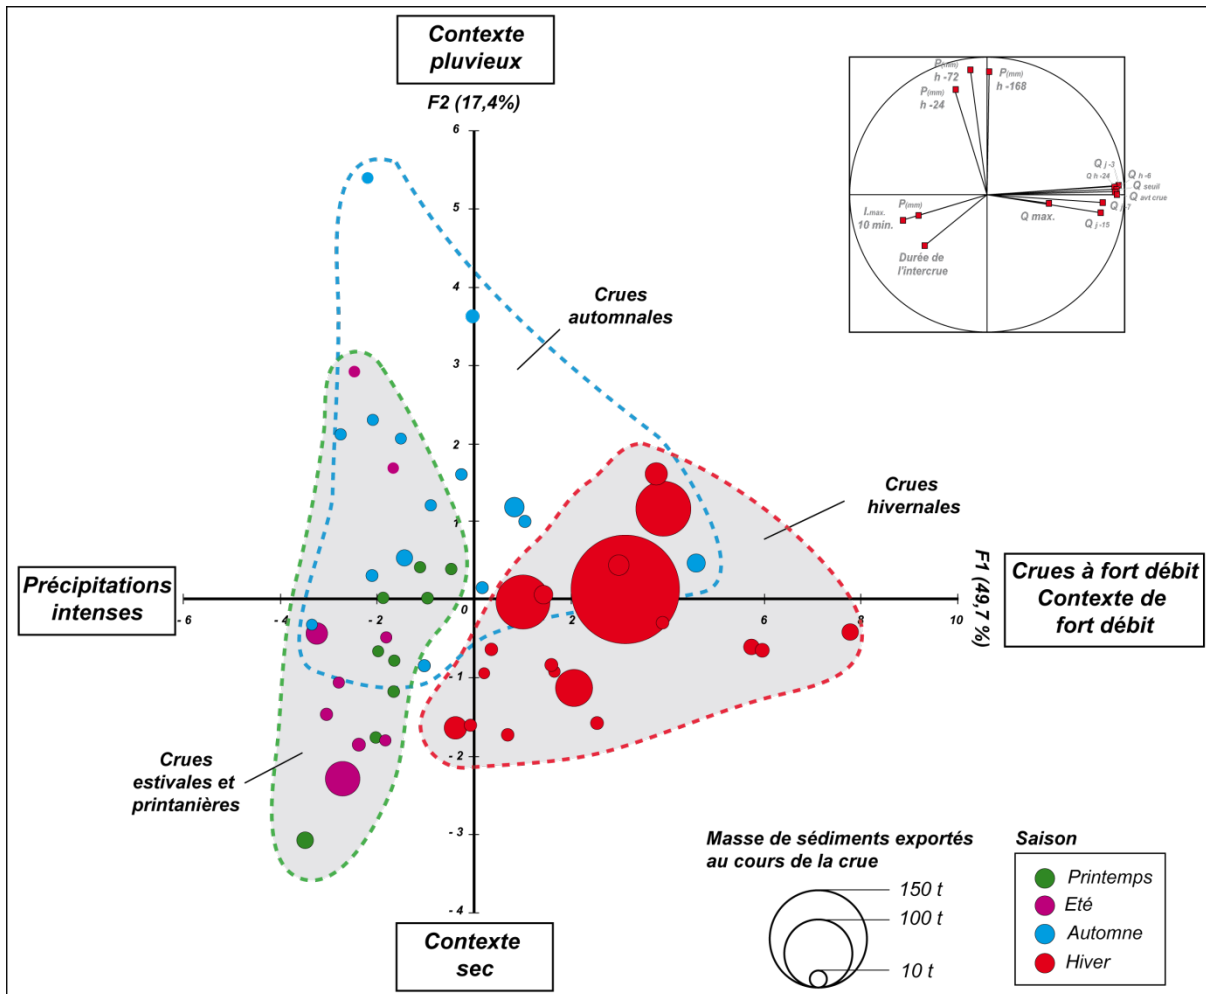 Contexte
pluvieux
F2 (17,4%)
6
5
4
3
2
1
0
- 1
- 2
- 3
- 4
- 6
- 4
- 2
2
6
8
10
F1 (49,7 %)
Précipitations
intenses
Crues à fort débit
Contexte de
fort débit
Contexte
sec
Crues
automnales
Crues
hivernales
Crues
estivales et
printanières
P(mm)
h -72
P(mm)
h -168
P(mm)
h -24
Q j -3
Q h -24
Q h -6
Q seuil
Q avt crue
Q j -7
Q j -15
Q max.
I.max.
10 min.
P(mm)
Durée de
l'intercrue
Masse de sédiments exportés
au cours de la crue
150 t
100 t
10 t
Saison
Printemps
Eté
Automne
Hiver